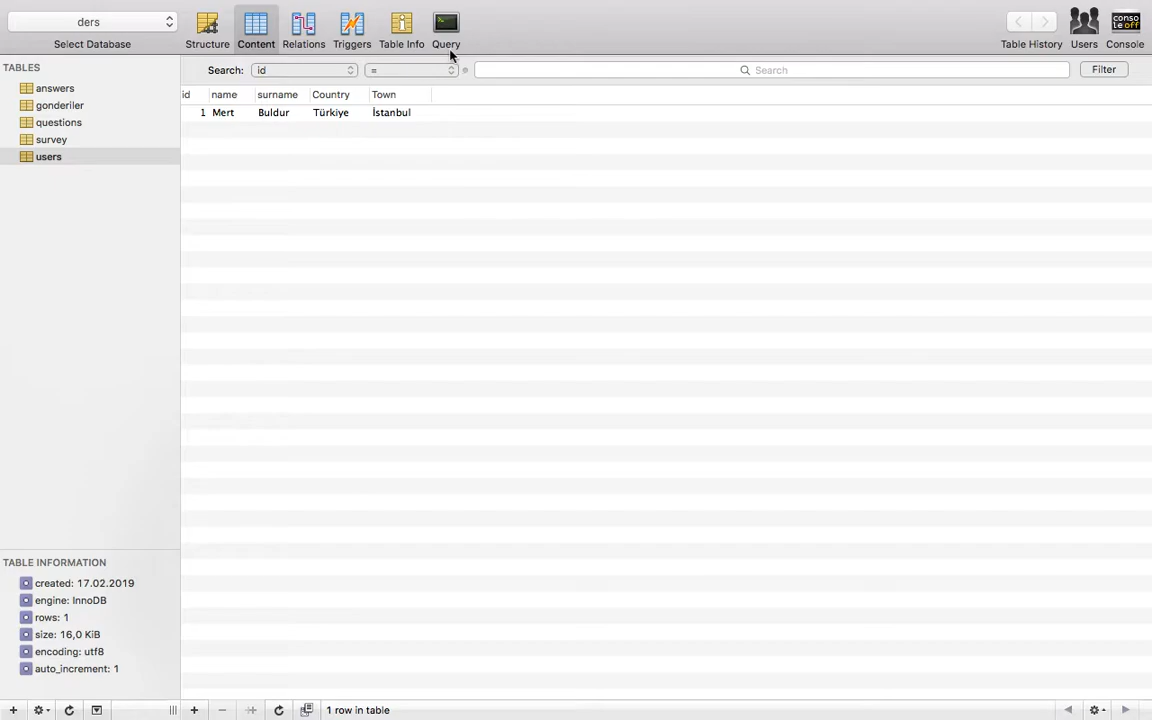 ders
Select Database
Structure
Content
Relations
Triggers
Table Info
Query
Table History
Users
console off
Console
TABLES
answers
gonderiler
questions
survey
users
Search: id = Search Filter
id name surname Country Town
1 Mert Buldur Türkiye İstanbul
TABLE INFORMATION
created: 17.02.2019
engine: InnoDB
rows: 1
size: 16,0 KiB
encoding: utf8
auto_increment: 1
1 row in table